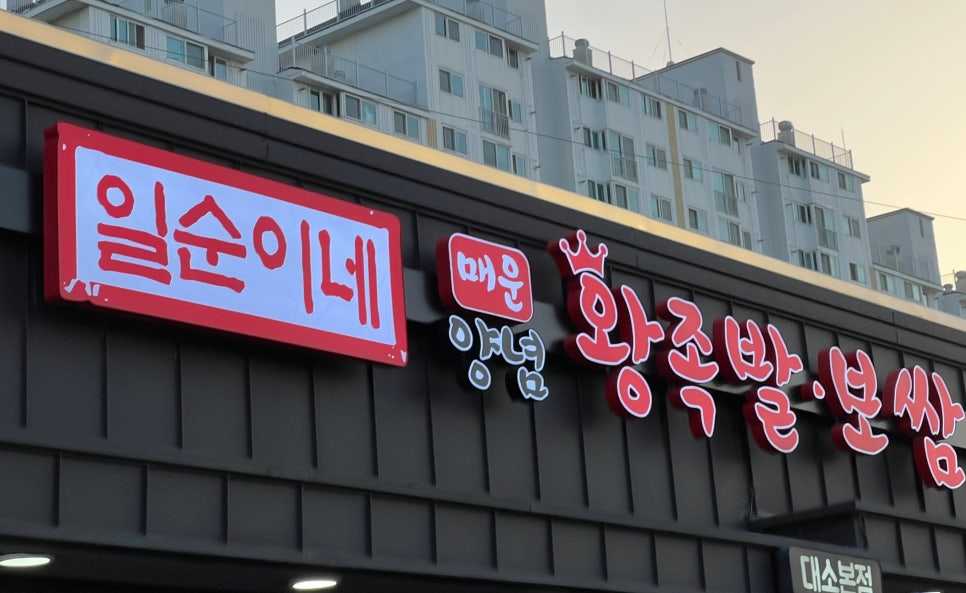 일순이네
매운
양념
왕족발·보쌈
대소본점